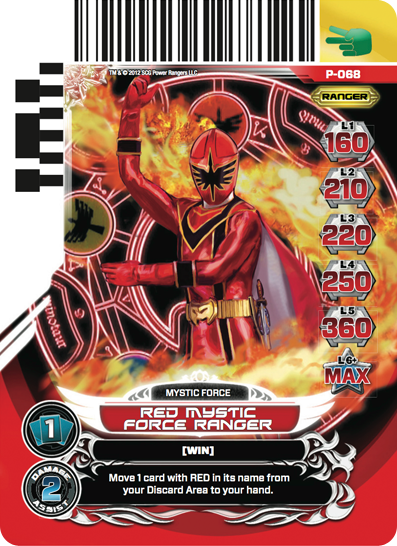 TM & © 2012 SCG Power Rangers LLC
P-068
RANGER
L1
160
L2
210
L3
220
L4
250
L5
360
L6+
MAX
MYSTIC FORCE
RED MYSTIC
FORCE RANGER
1
[WIN]
DAMAGE
2
ASSIST
Move 1 card with RED in its name from
your Discard Area to your hand.